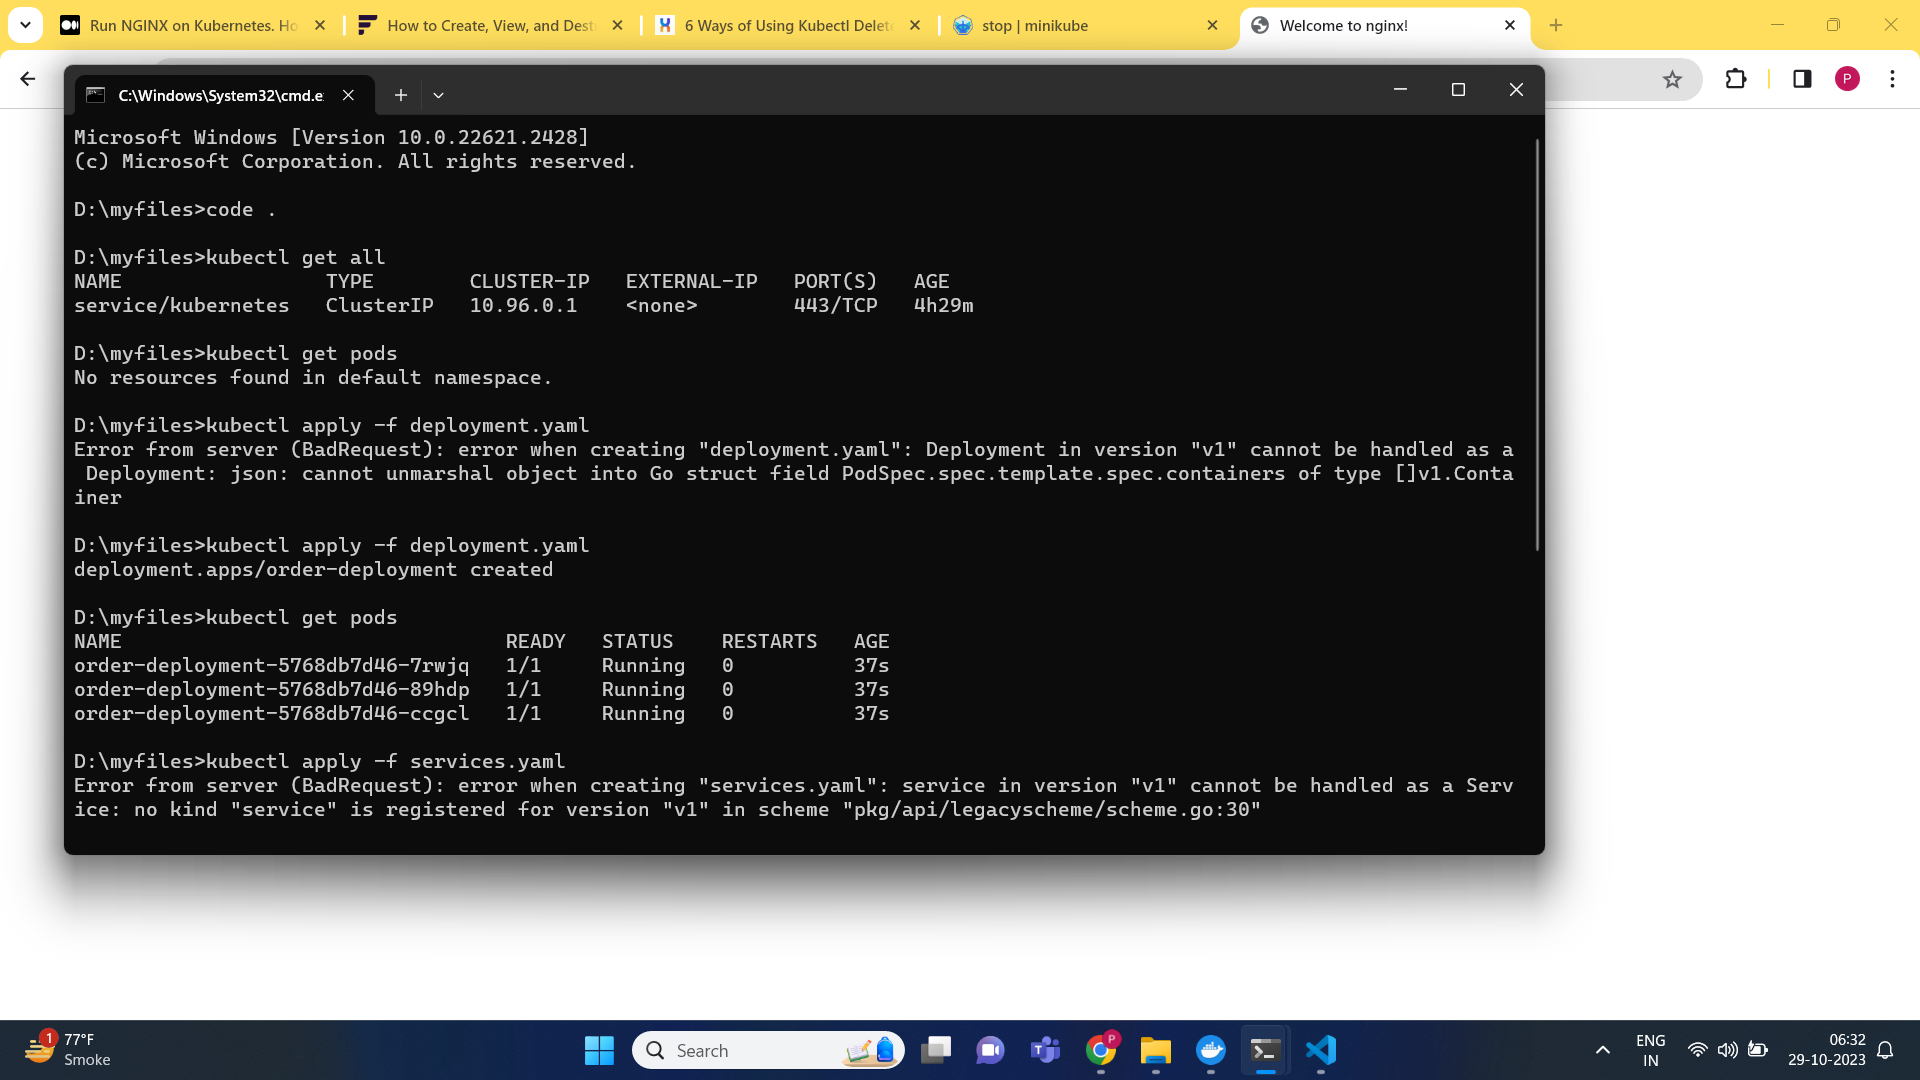 Run NGINX on Kubernetes. Ho
How to Create, View, and Dest
6 Ways of Using Kubectl Delete
stop | minikube
Welcome to nginx!
P
C:\Windows\System32\cmd.e
Microsoft Windows [Version 10.0.22621.2428]
(c) Microsoft Corporation. All rights reserved.
D:\myfiles>code .
D:\myfiles>kubectl get all
NAME TYPE CLUSTER-IP EXTERNAL-IP PORT(S) AGE
service/kubernetes ClusterIP 10.96.0.1 <none> 443/TCP 4h29m
D:\myfiles>kubectl get pods
No resources found in default namespace.
D:\myfiles>kubectl apply -f deployment.yaml
Error from server (BadRequest): error when creating "deployment.yaml": Deployment in version "v1" cannot be handled as a
Deployment: json: cannot unmarshal object into Go struct field PodSpec.spec.template.spec.containers of type []v1.Conta
iner
D:\myfiles>kubectl apply -f deployment.yaml
deployment.apps/order-deployment created
D:\myfiles>kubectl get pods
NAME READY STATUS RESTARTS AGE
order-deployment-5768db7d46-7rwjq 1/1 Running 0 37s
order-deployment-5768db7d46-89hdp 1/1 Running 0 37s
order-deployment-5768db7d46-ccgcl 1/1 Running 0 37s
D:\myfiles>kubectl apply -f services.yaml
Error from server (BadRequest): error when creating "services.yaml": service in version "v1" cannot be handled as a Serv
ice: no kind "service" is registered for version "v1" in scheme "pkg/api/legacyscheme/scheme.go:30"
1
77°F
Smoke
Search
P
ENG
IN
06:32
29-10-2023